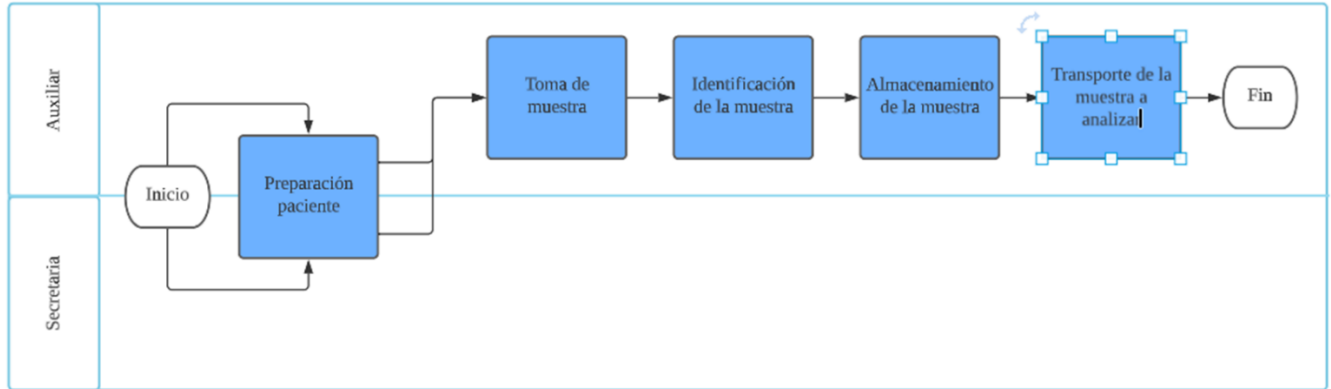 Auxiliar
Toma de
muestra
Identificación
de la muestra
Almacenamiento
de la muestra
Transporte de la
muestra a
analizar
Fin
Inicio
Preparación
paciente
Secretaria